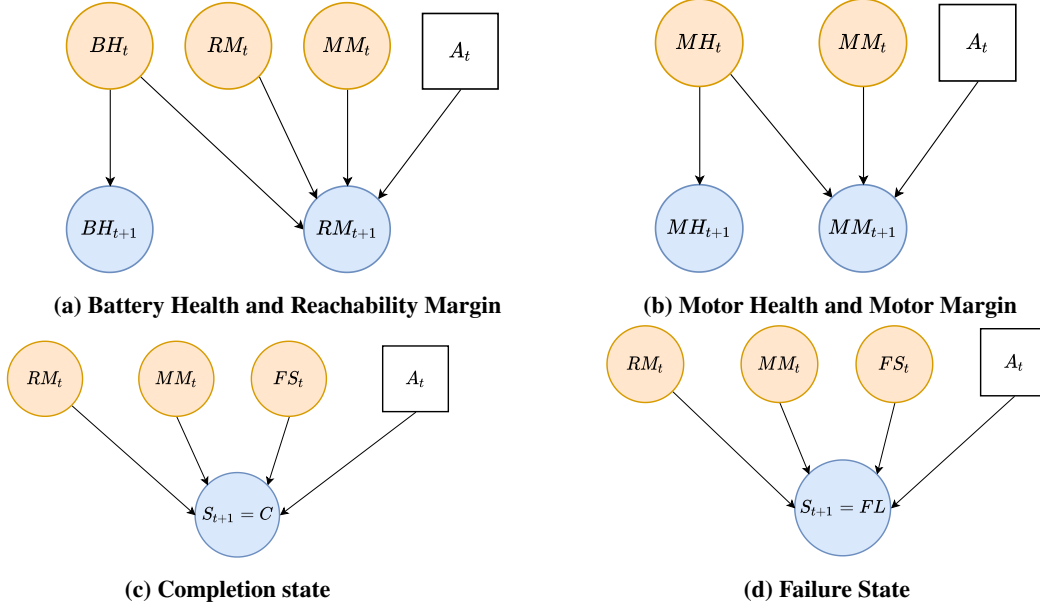 BH_t RM_t MM_t A_t
BH_{t+1} RM_{t+1}
(a) Battery Health and Reachability Margin
MH_t MM_t A_t
MH_{t+1} MM_{t+1}
(b) Motor Health and Motor Margin
RM_t MM_t FS_t A_t
S_{t+1} = C
(c) Completion state
RM_t MM_t FS_t A_t
S_{t+1} = FL
(d) Failure State